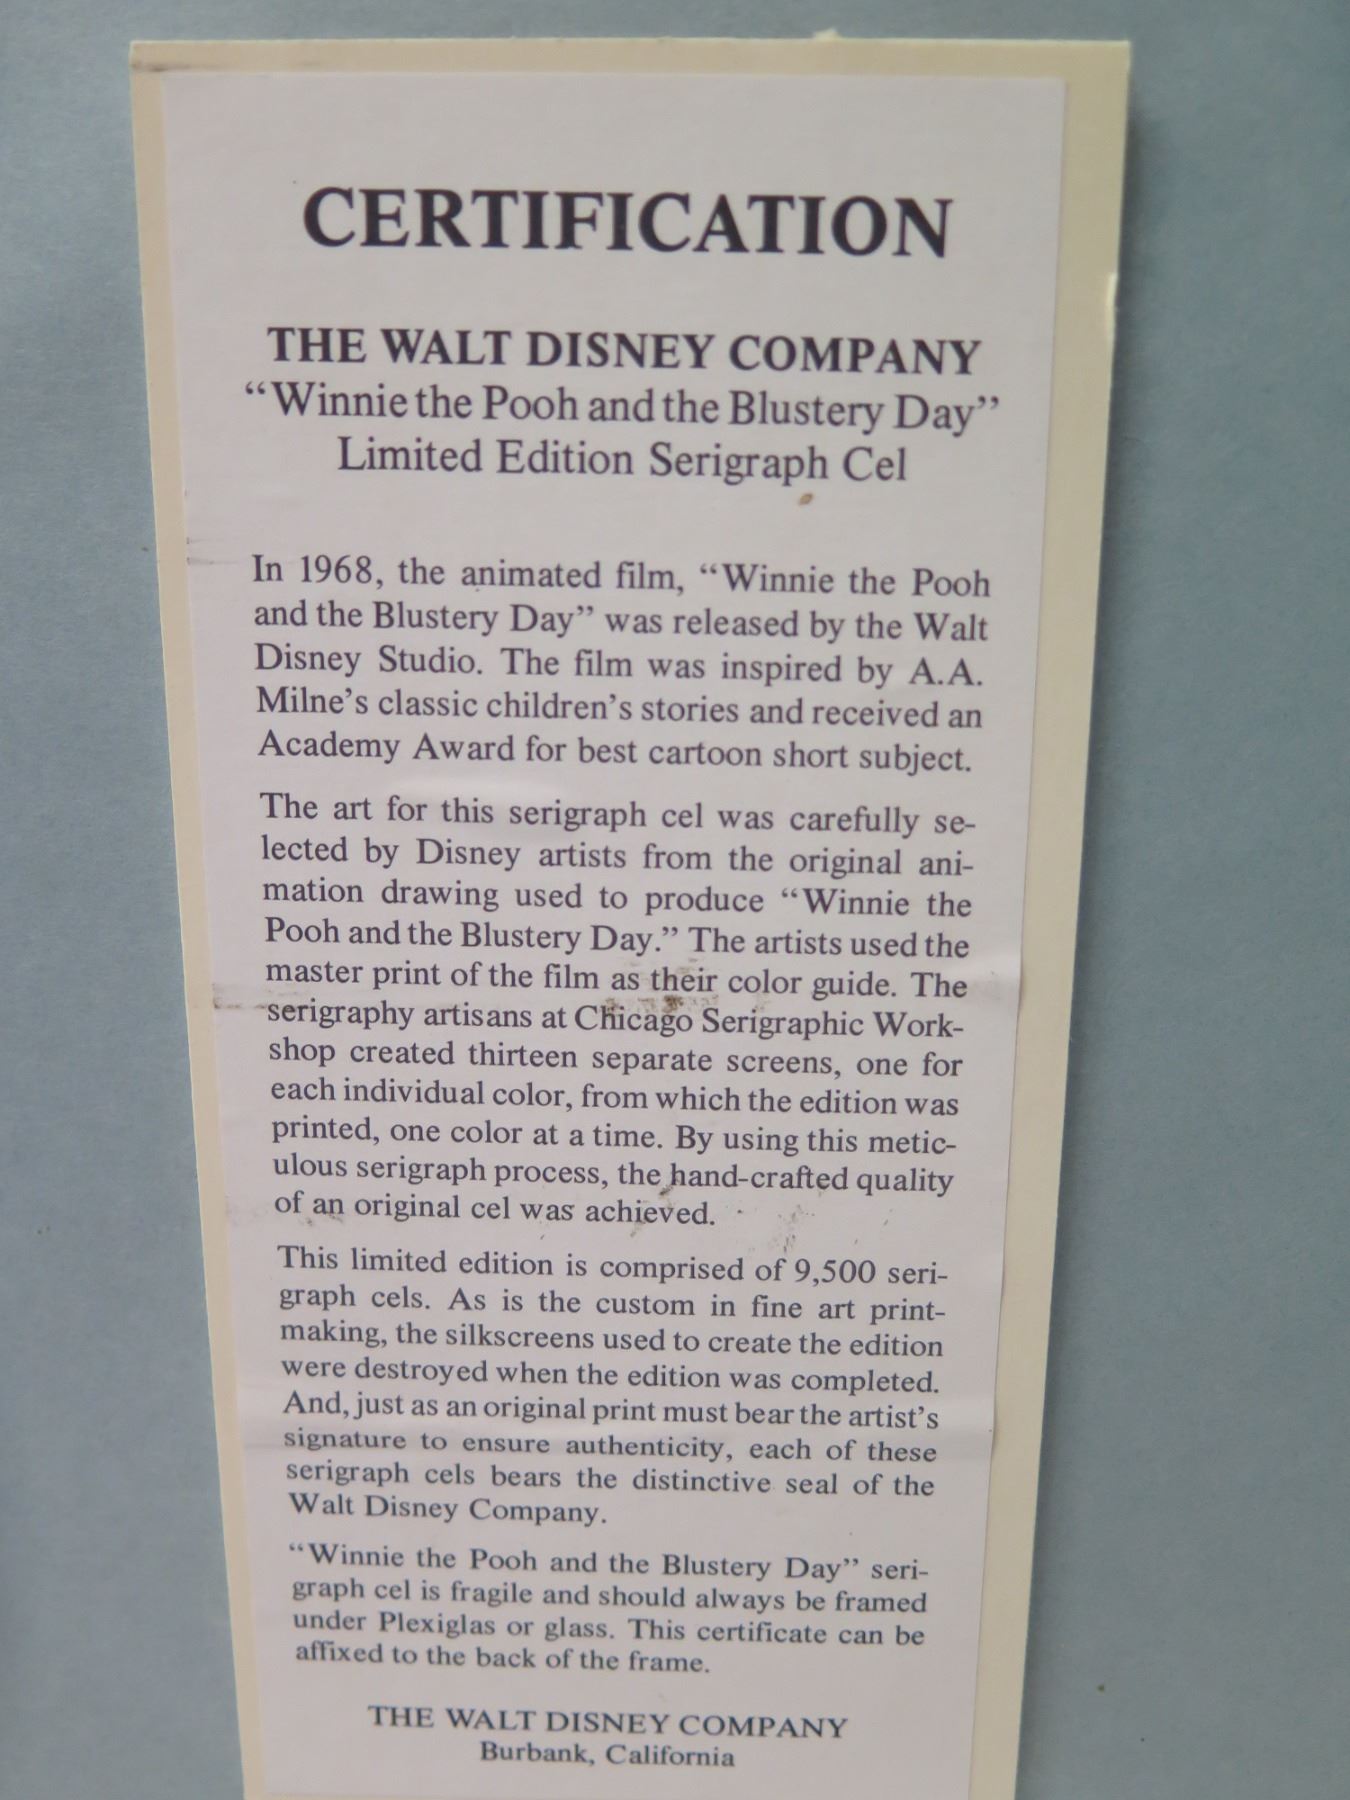 CERTIFICATION
THE WALT DISNEY COMPANY
“Winnie the Pooh and the Blustery Day”
Limited Edition Serigraph Cel
In 1968, the animated film, “Winnie the Pooh
and the Blustery Day” was released by the Walt
Disney Studio. The film was inspired by A.A.
Milne’s classic children’s stories and received an
Academy Award for best cartoon short subject.
The art for this serigraph cel was carefully se-
lected by Disney artists from the original ani-
mation drawing used to produce “Winnie the
Pooh and the Blustery Day.” The artists used the
master print of the film as their color guide. The
serigraphy artisans at Chicago Serigraphic Work-
shop created thirteen separate screens, one for
each individual color, from which the edition was
printed, one color at a time. By using this metic-
ulous serigraph process, the hand-crafted quality
of an original cel was achieved.
This limited edition is comprised of 9,500 seri-
graph cels. As is the custom in fine art print-
making, the silkscreens used to create the edition
were destroyed when the edition was completed.
And, just as an original print must bear the artist’s
signature to ensure authenticity, each of these
serigraph cels bears the distinctive seal of the
Walt Disney Company.
“Winnie the Pooh and the Blustery Day” seri-
graph cel is fragile and should always be framed
under Plexiglas or glass. This certificate can be
affixed to the back of the frame.
THE WALT DISNEY COMPANY
Burbank, California